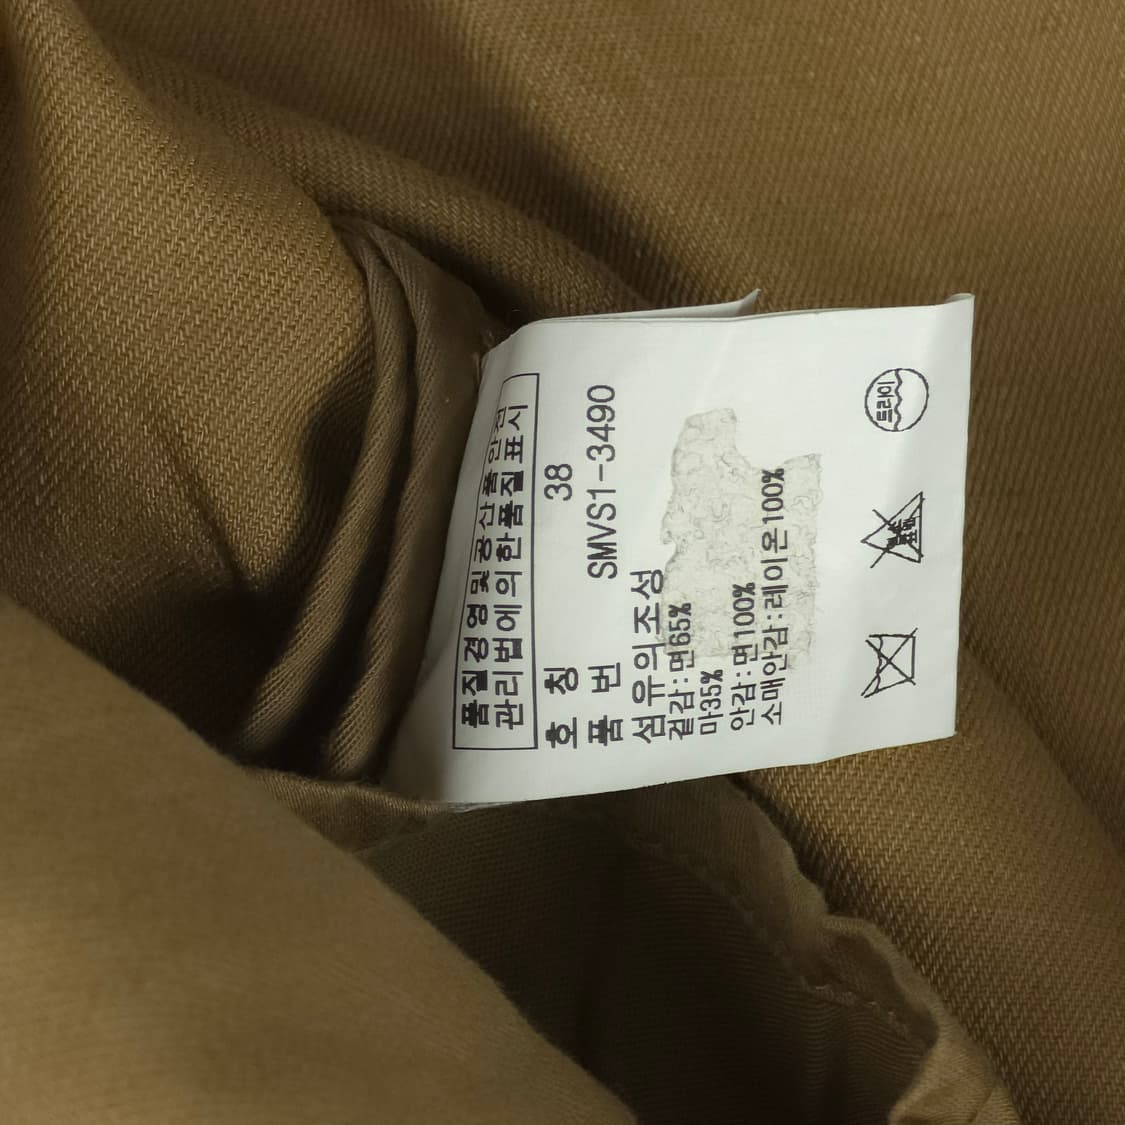 품질경영 및 공산품안전
관리법에의한품질표시
호 칭 38
품 번 SMVS1-3490
섬유의조성
겉감:면65%
마35%
안감:면100%
소매안감:레이온100%
드라이